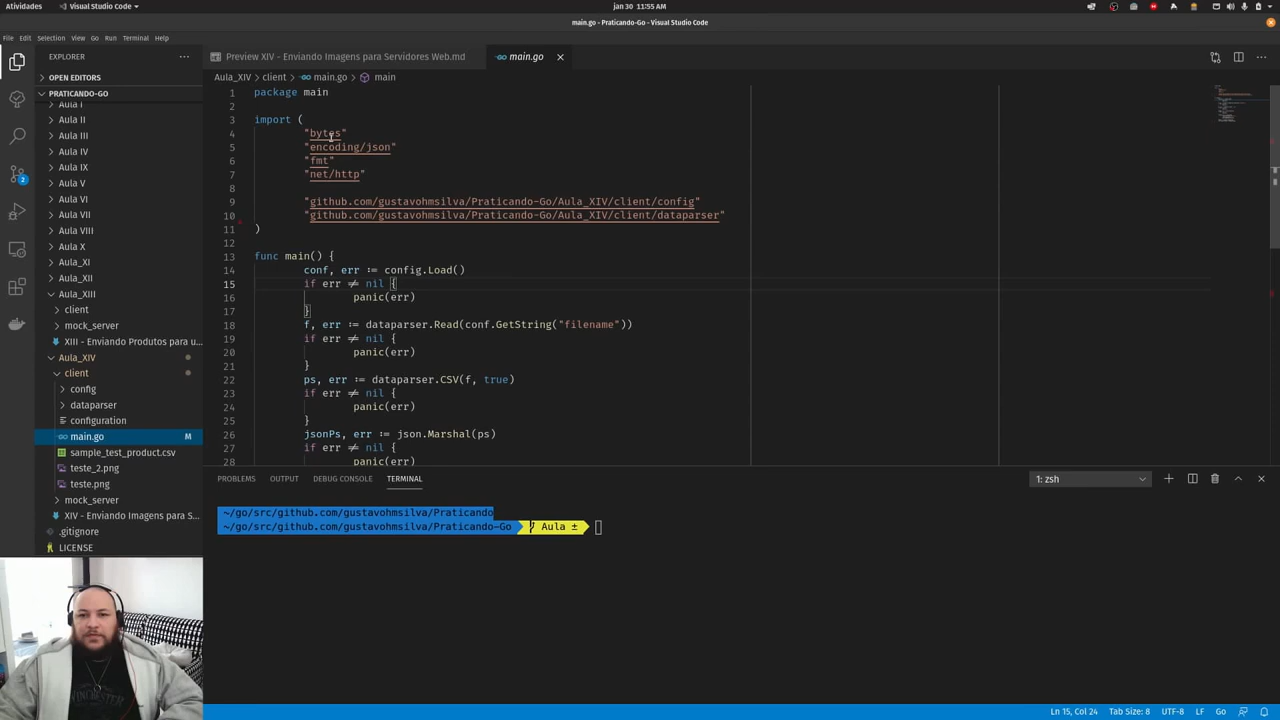 Atividades
Visual Studio Code
jan 30 11:55 AM
main.go - Praticando-Go - Visual Studio Code
File Edit Selection View Go Run Terminal Help
EXPLORER
OPEN EDITORS
PRATICANDO-GO
Aula I
Aula II
Aula III
Aula IV
Aula IX
Aula V
Aula VI
Aula VII
Aula VIII
Aula X
Aula_XI
Aula_XII
Aula_XIII
client
mock_server
XIII - Enviando Produtos para u...
Aula_XIV
client
config
dataparser
configuration
main.go M
sample_test_product.csv
teste_2.png
teste.png
mock_server
XIV - Enviando Imagens para S...
.gitignore
LICENSE
2
Preview XIV - Enviando Imagens para Servidores Web.md
main.go
Aula_XIV > client > main.go > main
1 package main
2
3 import (
4 "bytes"
5 "encoding/json"
6 "fmt"
7 "net/http"
8
9 "github.com/gustavohmsilva/Praticando-Go/Aula_XIV/client/config"
10 "github.com/gustavohmsilva/Praticando-Go/Aula_XIV/client/dataparser"
11 )
12
13 func main() {
14 conf, err := config.Load()
15 if err ≠ nil {
16 panic(err)
17 }
18 f, err := dataparser.Read(conf.GetString("filename"))
19 if err ≠ nil {
20 panic(err)
21 }
22 ps, err := dataparser.CSV(f, true)
23 if err ≠ nil {
24 panic(err)
25 }
26 jsonPs, err := json.Marshal(ps)
27 if err ≠ nil {
28 panic(err)
PROBLEMS OUTPUT DEBUG CONSOLE TERMINAL
1: zsh
~/go/src/github.com/gustavohmsilva/Praticando
~/go/src/github.com/gustavohmsilva/Praticando-Go Aula ±
Ln 15, Col 24 Tab Size: 8 UTF-8 LF Go